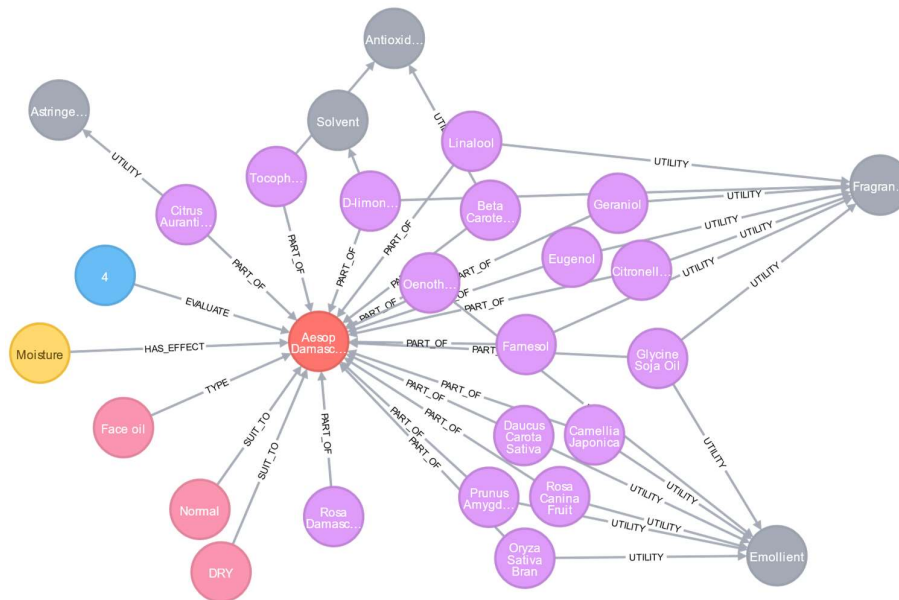 Antioxid...
Astringe...
Solvent
UTILITY
Linalool
UTILITY
UTILITY
Tocoph...
D-limon...
Fragran...
UTILITY
Citrus
Auranti...
Beta
Carote...
Geraniol
PART_OF
UTILITY
PART_OF
PART_OF
UTILITY
4
PART_OF
PART_OF
Eugenol
Citronell...
Oenoth...
UTILITY
EVALUATE
PART_OF
PART_OF
Aesop
Damasc...
Moisture
HAS_EFFECT
PART_OF
Farnesol
Glycine
Soja Oil
TYPE
PART_OF
PART_OF
Face oil
SUIT_TO
PART_OF
PART_OF
Daucus
Carota
Sativa
Camellia
Japonica
SUIT_TO
PART_OF
PART_OF
UTILITY
UTILITY
Normal
Rosa
Damasc...
Prunus
Amygd...
Rosa
Canina
Fruit
UTILITY
UTILITY
UTILITY
DRY
Oryza
Sativa
Bran
UTILITY
Emollient